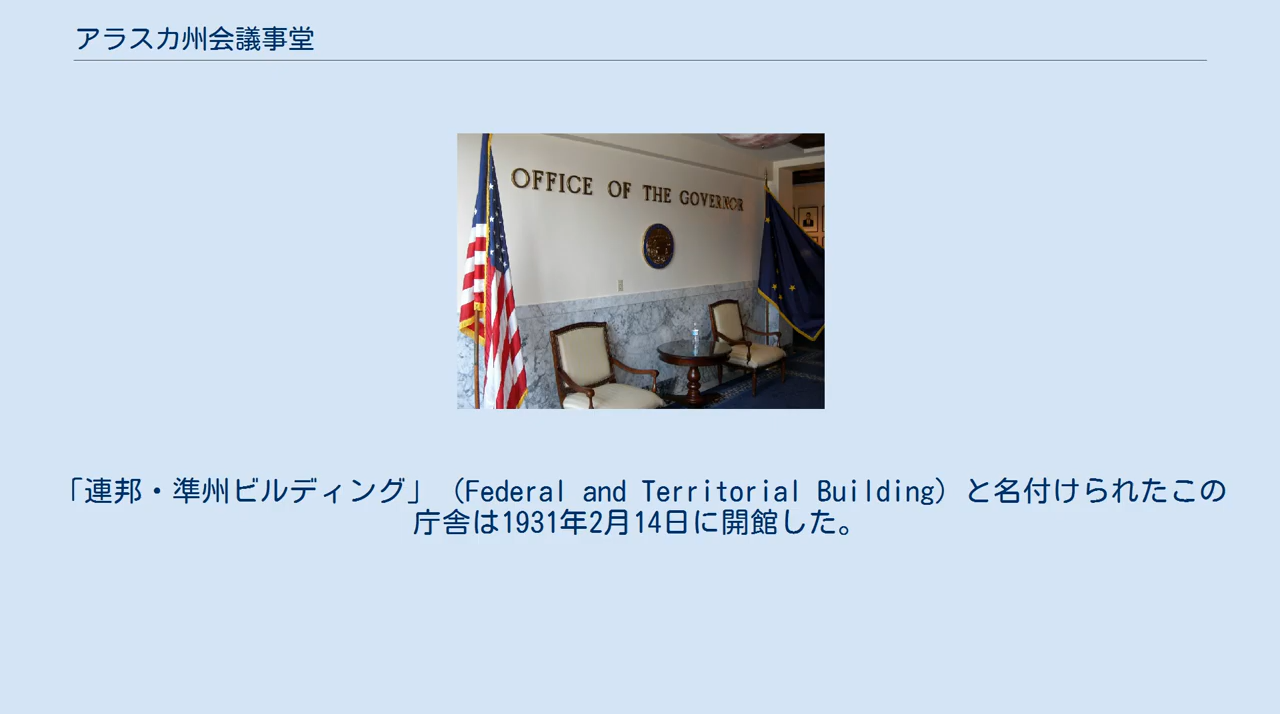 アラスカ州会議事堂
OFFICE OF THE GOVERNOR
「連邦・準州ビルディング」（Federal and Territorial Building）と名付けられたこの
庁舎は1931年2月14日に開館した。